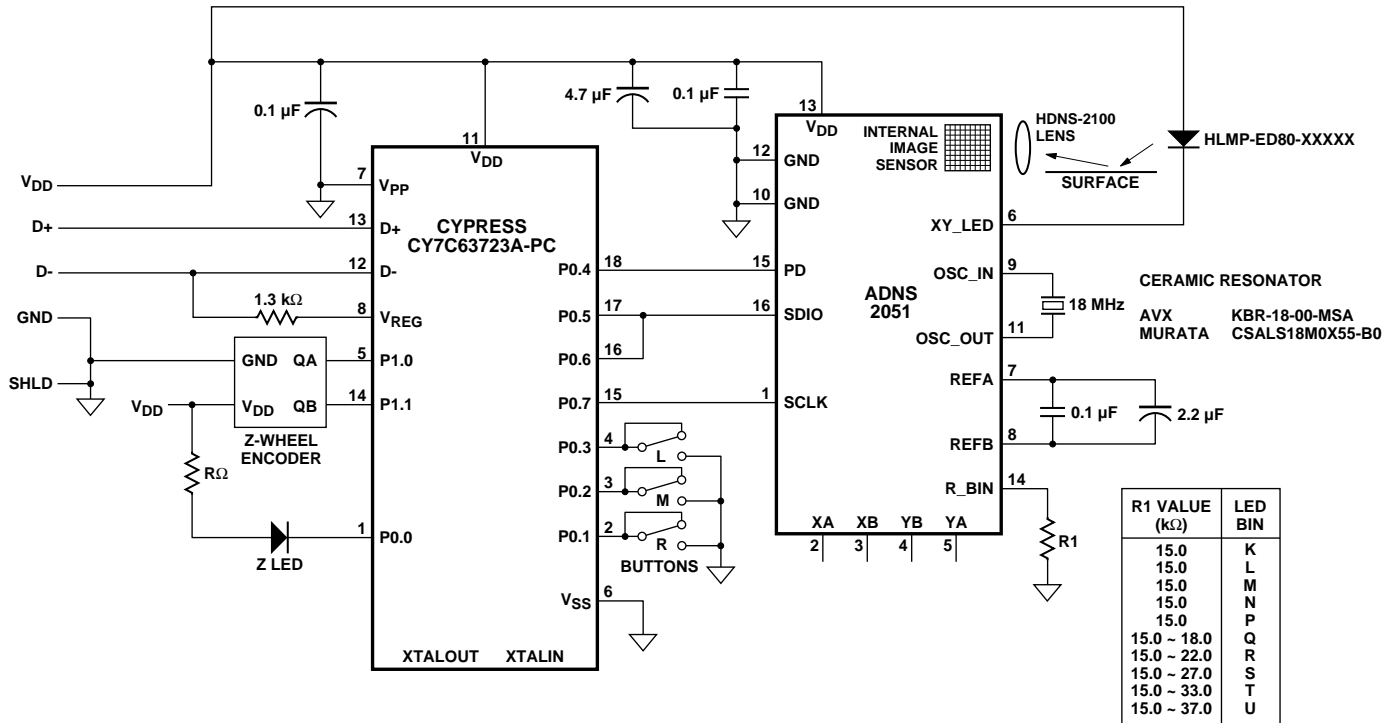 0.1 µF
4.7 µF
0.1 µF
13
VDD
INTERNAL
IMAGE
SENSOR
HDNS-2100
LENS
SURFACE
HLMP-ED80-XXXXX
11
VDD
12
GND
10
GND
VDD
7
VPP
D+
13
D+
CYPRESS
CY7C63723A-PC
6
XY_LED
D-
12
D-
P0.4
18
15
PD
ADNS
2051
9
OSC_IN
18 MHz
11
OSC_OUT
CERAMIC RESONATOR
AVX KBR-18-00-MSA
MURATA CSALS18M0X55-B0
1.3 kΩ
GND
8
VREG
P0.5
17
16
SDIO
P0.6
16
GND QA
5
P1.0
SHLD
VDD
VDD QB
14
P1.1
Z-WHEEL
ENCODER
P0.7
15
1
SCLK
7
REFA
0.1 µF
2.2 µF
8
REFB
P0.3
4
L
P0.2
3
M
P0.1
2
R
BUTTONS
RΩ
Z LED
1
P0.0
14
R_BIN
R1
XA XB YB YA
2 3 4 5
VSS
6
XTALOUT XTALIN
R1 VALUE LED
(kΩ) BIN
15.0 K
15.0 L
15.0 M
15.0 N
15.0 P
15.0 ~ 18.0 Q
15.0 ~ 22.0 R
15.0 ~ 27.0 S
15.0 ~ 33.0 T
15.0 ~ 37.0 U